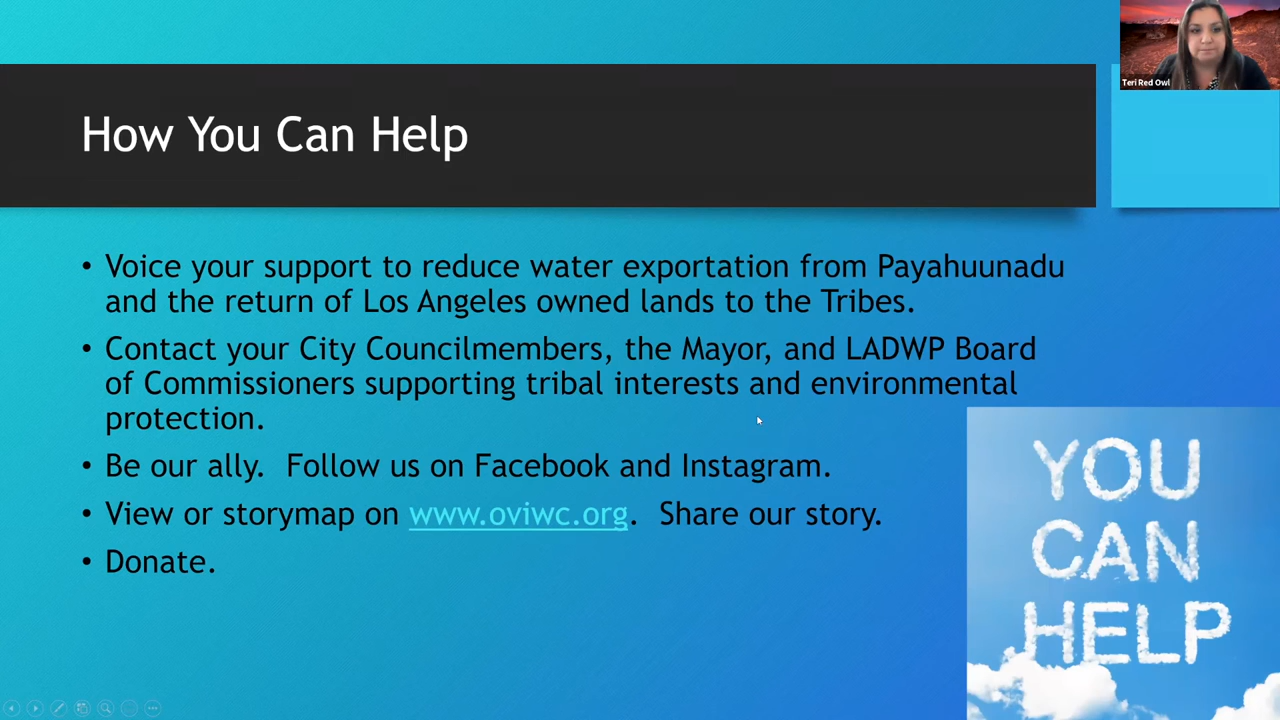 Teri Red Owl
How You Can Help
• Voice your support to reduce water exportation from Payahuunadu
and the return of Los Angeles owned lands to the Tribes.
• Contact your City Councilmembers, the Mayor, and LADWP Board
of Commissioners supporting tribal interests and environmental
protection.
• Be our ally.  Follow us on Facebook and Instagram.
• View or storymap on www.oviwc.org.  Share our story.
• Donate.
YOU
CAN
HELP